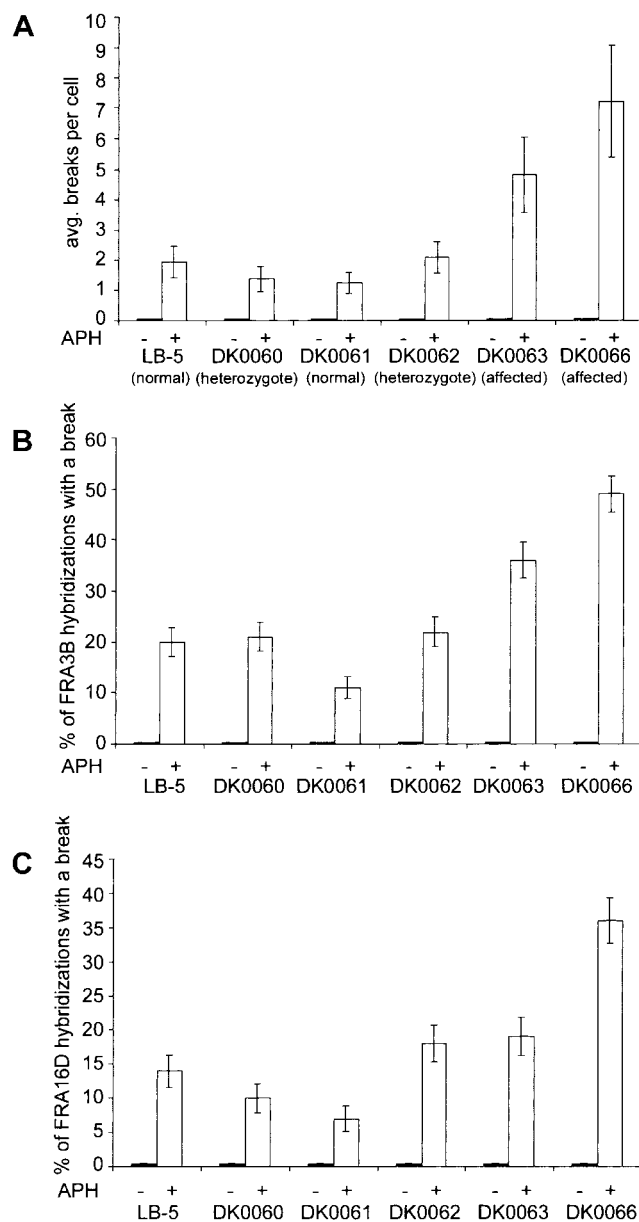 A
avg. breaks per cell
10
9
8
7
6
5
4
3
2
1
0
APH - + - + - + - + - + - +
LB-5 DK0060 DK0061 DK0062 DK0063 DK0066
(normal) (heterozygote) (normal) (heterozygote) (affected) (affected)
B
% of FRA3B hybridizations with a break
60
50
40
30
20
10
0
APH - + - + - + - + - + - +
LB-5 DK0060 DK0061 DK0062 DK0063 DK0066
C
% of FRA16D hybridizations with a break
45
40
35
30
25
20
15
10
5
0
APH - + - + - + - + - + - +
LB-5 DK0060 DK0061 DK0062 DK0063 DK0066